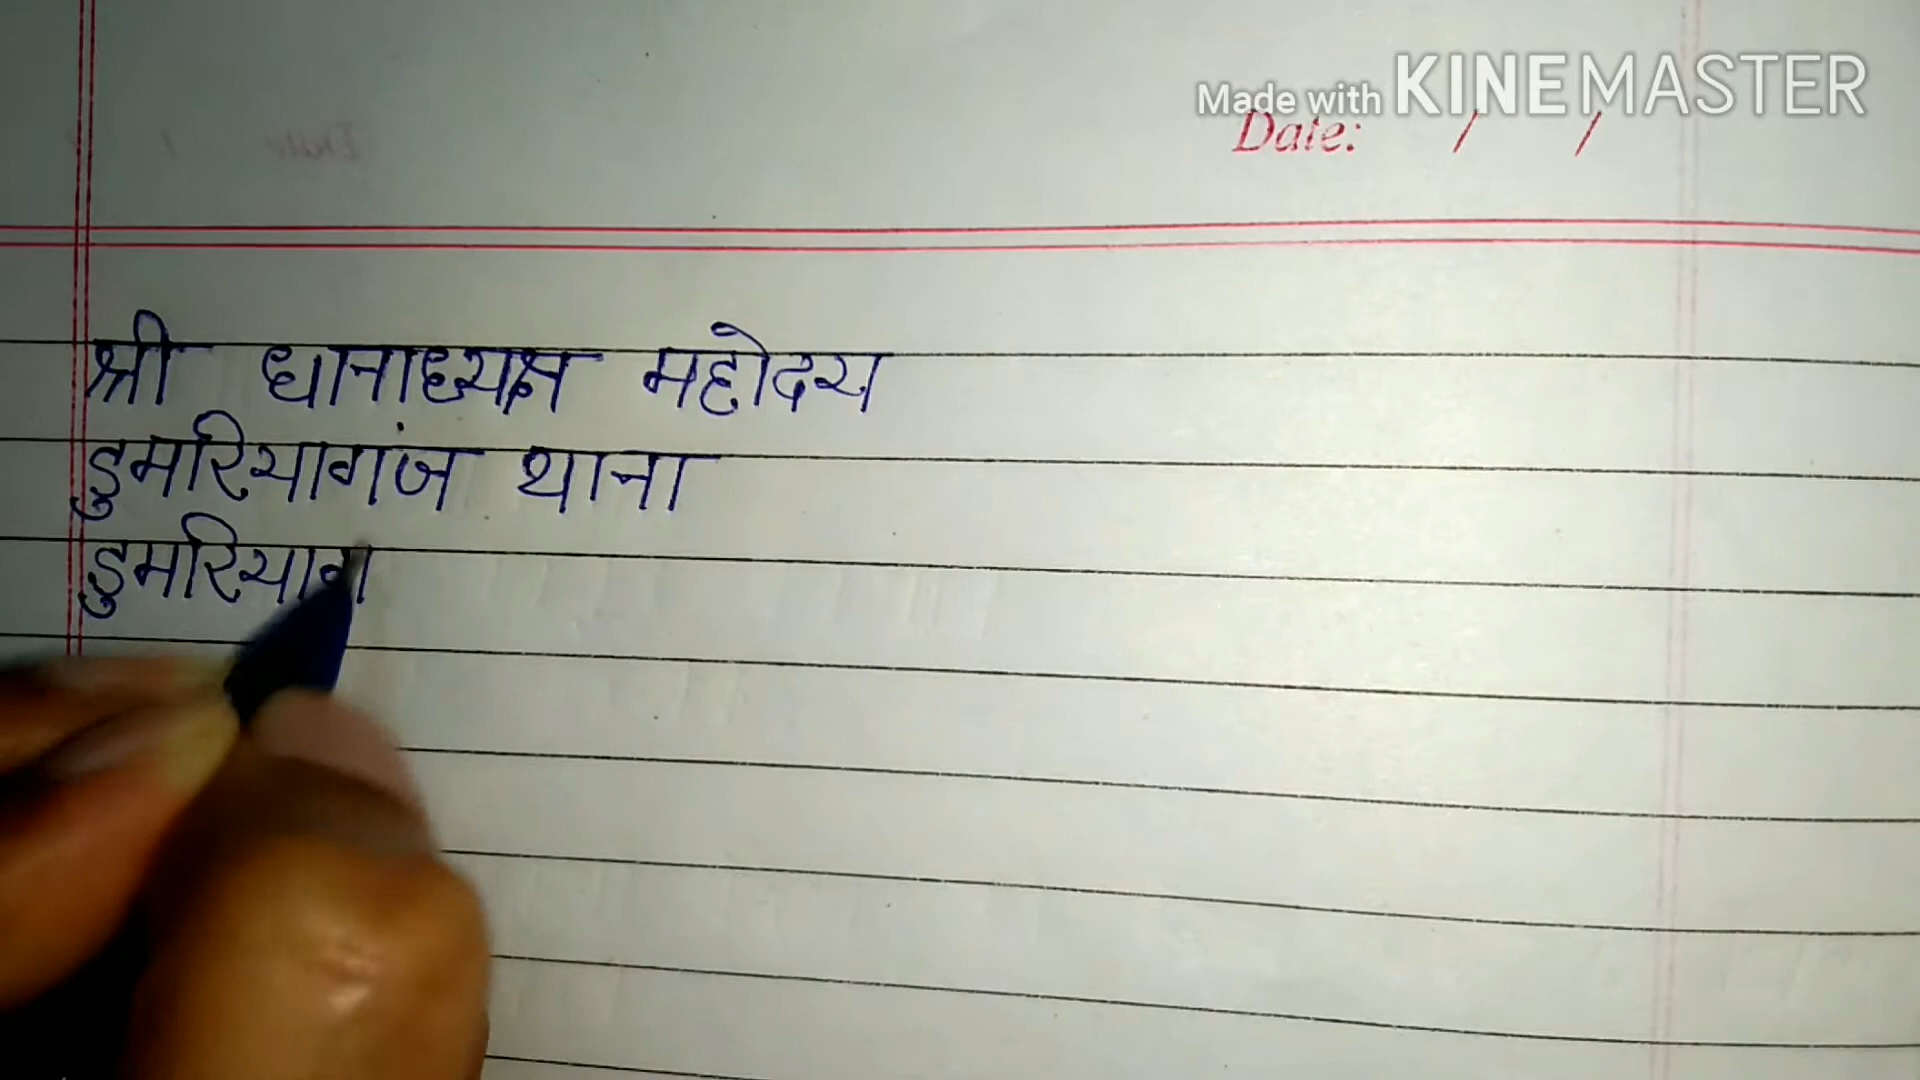 Made with KINEMASTER
Date: / /
श्री धानाध्यक्ष महोदय
डुमरियागंज थाना
डुमरियाग